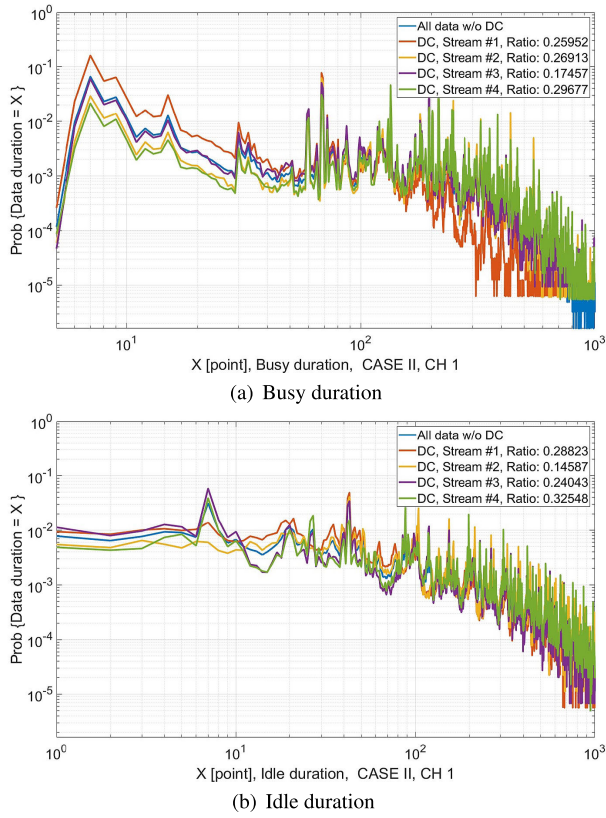 10^0
10^-1
10^-2
10^-3
10^-4
10^-5
Prob {Data duration = X }
All data w/o DC
DC, Stream #1, Ratio: 0.25952
DC, Stream #2, Ratio: 0.26913
DC, Stream #3, Ratio: 0.17457
DC, Stream #4, Ratio: 0.29677
10^1 10^2 10^3
X [point], Busy duration, CASE II, CH 1
(a) Busy duration
10^0
10^-1
10^-2
10^-3
10^-4
10^-5
Prob {Data duration = X }
All data w/o DC
DC, Stream #1, Ratio: 0.28823
DC, Stream #2, Ratio: 0.14587
DC, Stream #3, Ratio: 0.24043
DC, Stream #4, Ratio: 0.32548
10^0 10^1 10^2 10^3
X [point], Idle duration, CASE II, CH 1
(b) Idle duration